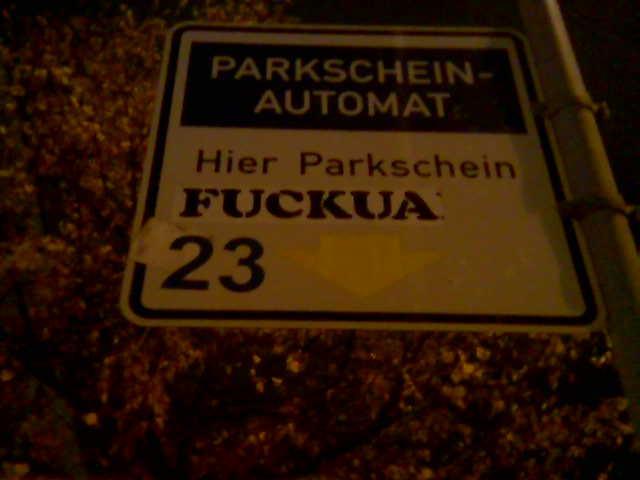 PARKSCHEIN-
AUTOMAT
Hier Parkschein
FUCKUA
23